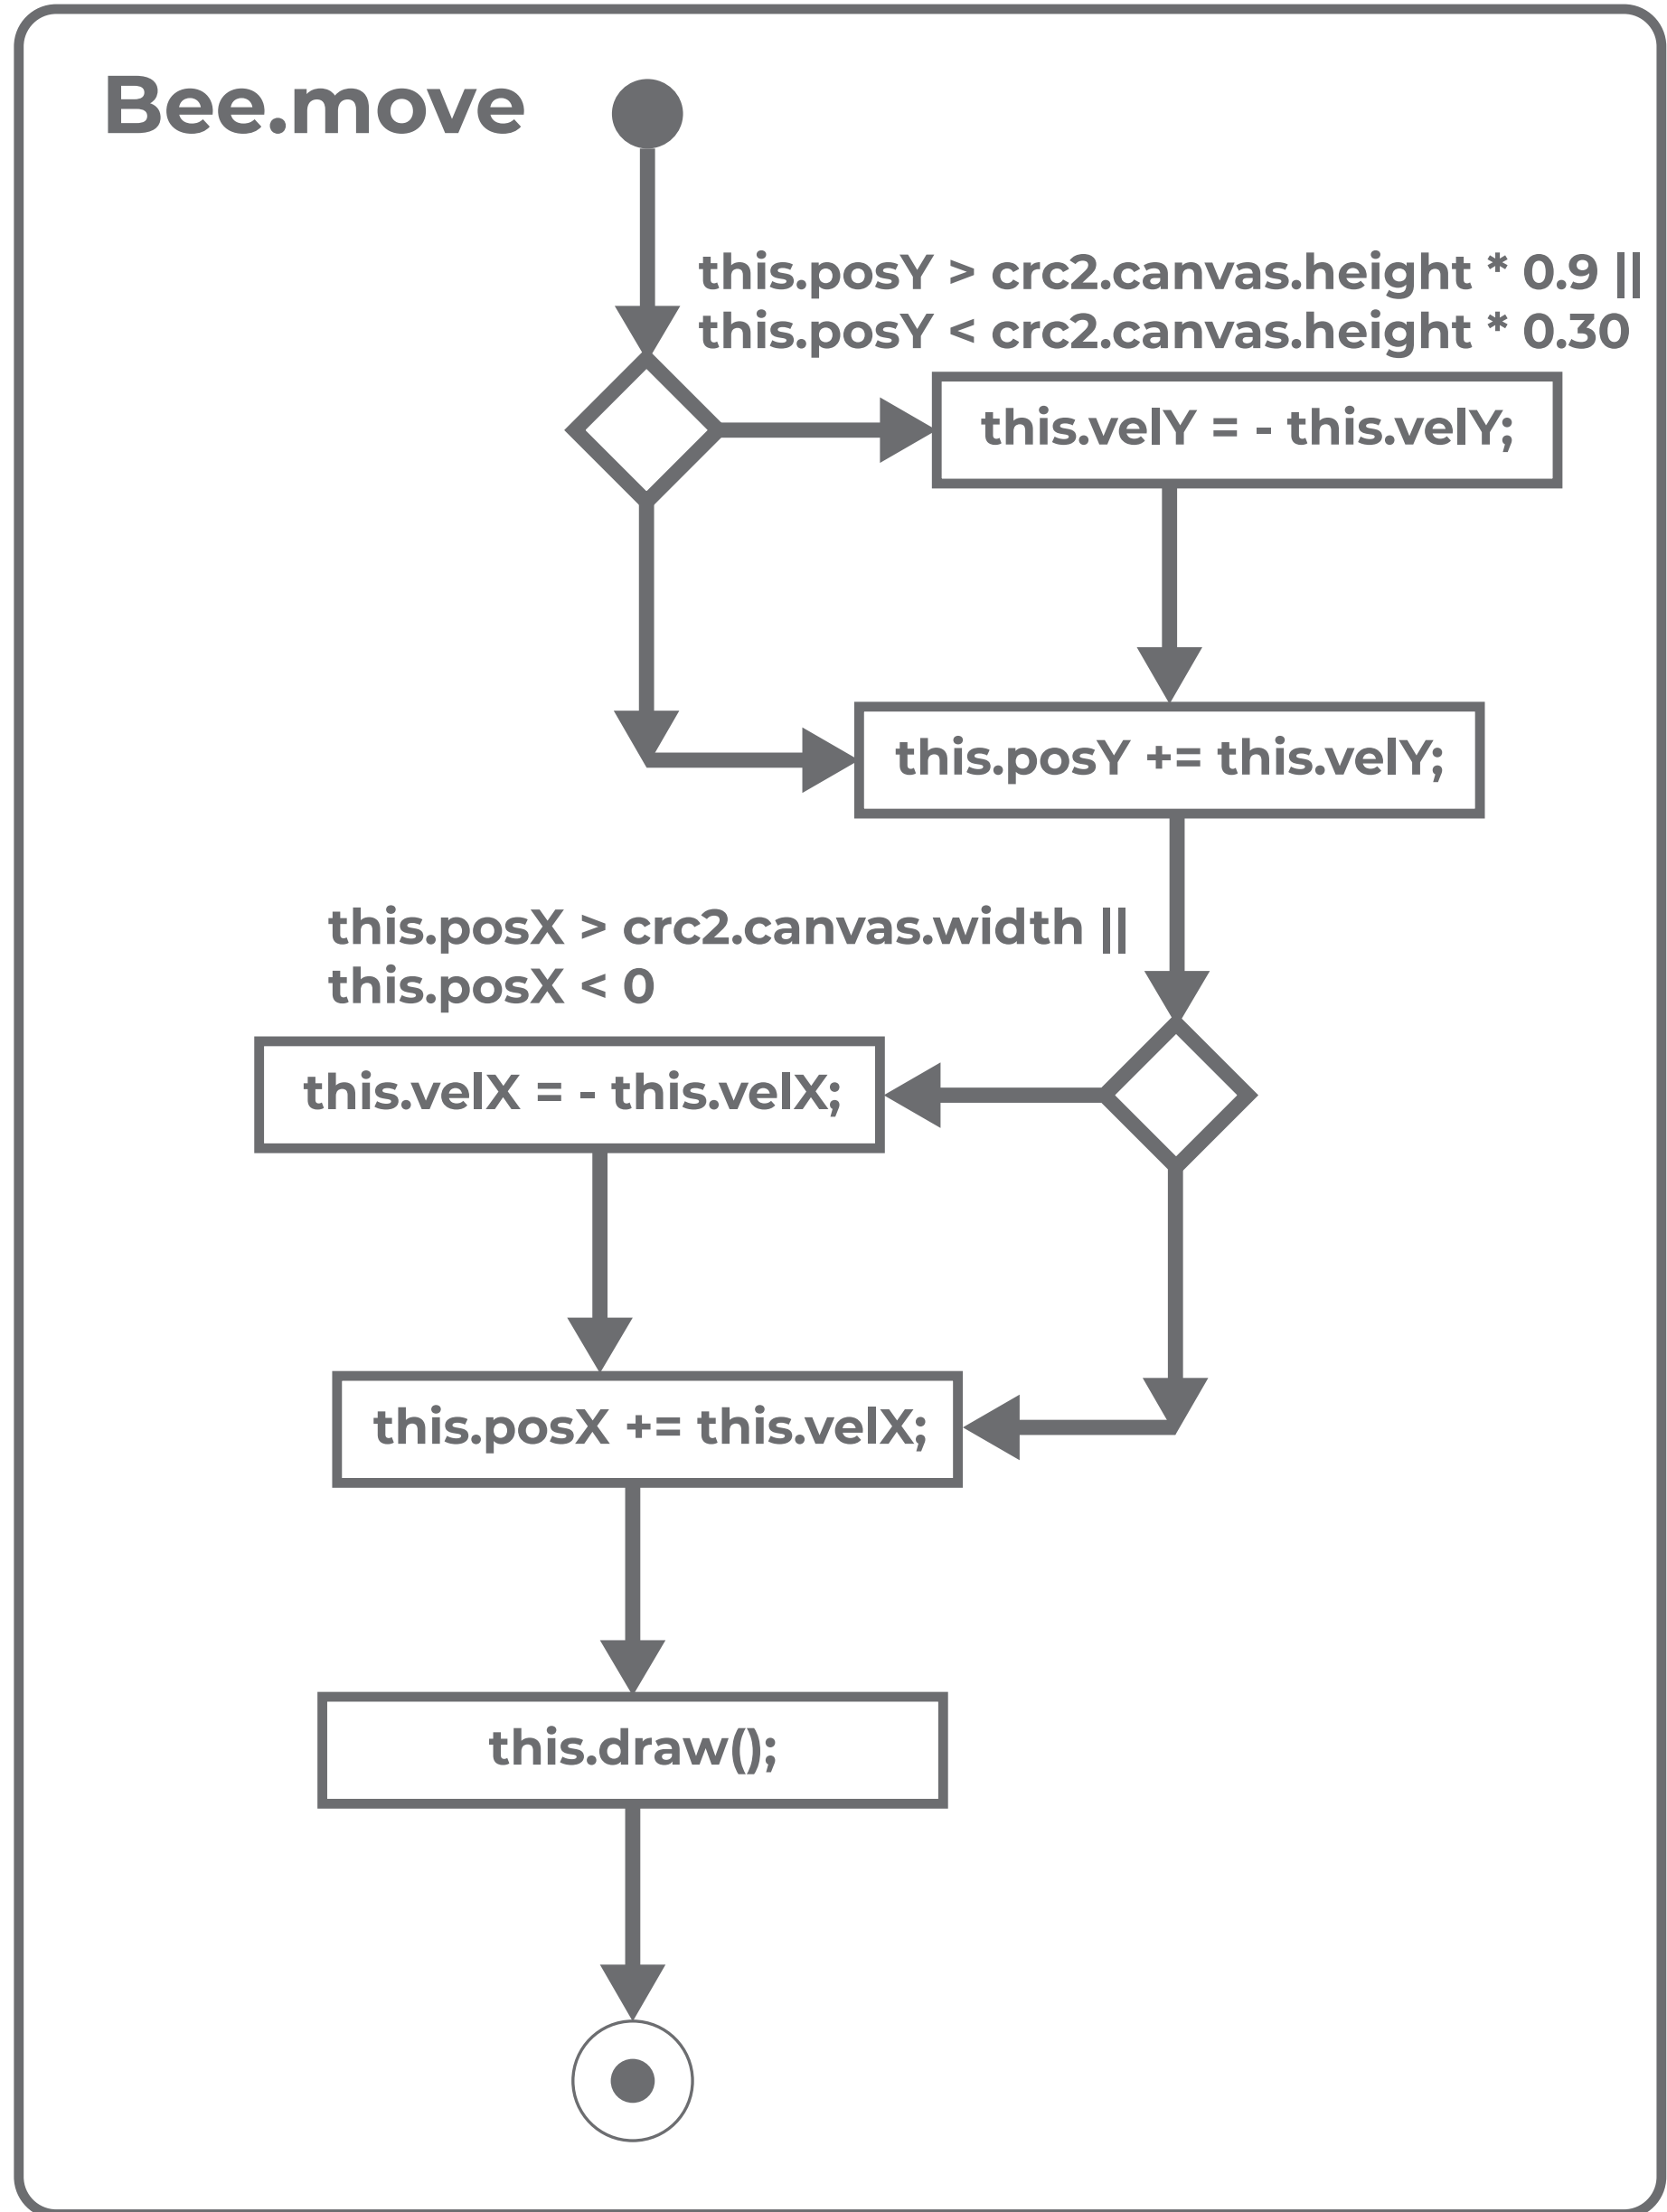 Bee.move
this.posY > crc2.canvas.height * 0.9 ||
this.posY < crc2.canvas.height * 0.30
this.velY = - this.velY;
this.posY += this.velY;
this.posX > crc2.canvas.width ||
this.posX < 0
this.velX = - this.velX;
this.posX += this.velX;
this.draw();